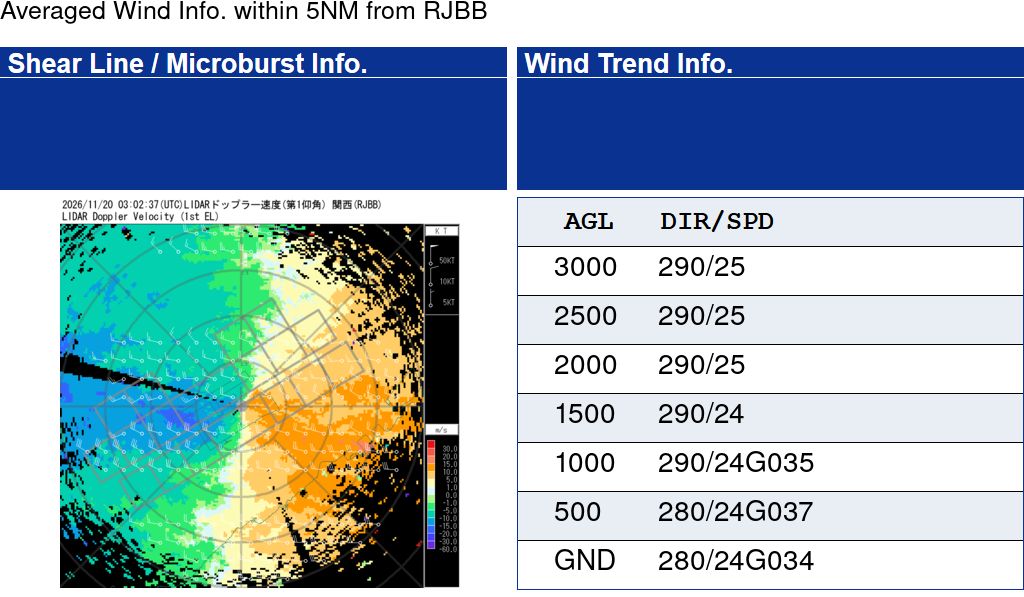 Averaged Wind Info. within 5NM from RJBB
Shear Line / Microburst Info.
Wind Trend Info.
2026/11/20 03:02:37(UTC)LIDARドップラー速度(第1仰角) 関西(RJBB)
LIDAR Doppler Velocity (1st EL)
KT
50KT
10KT
5KT
m/s
30.0
20.0
15.0
10.0
5.0
1.0
0.0
-1.0
-5.0
-10.0
-15.0
-20.0
-30.0
-60.0
AGL DIR/SPD
3000 290/25
2500 290/25
2000 290/25
1500 290/24
1000 290/24G035
500 280/24G037
GND 280/24G034